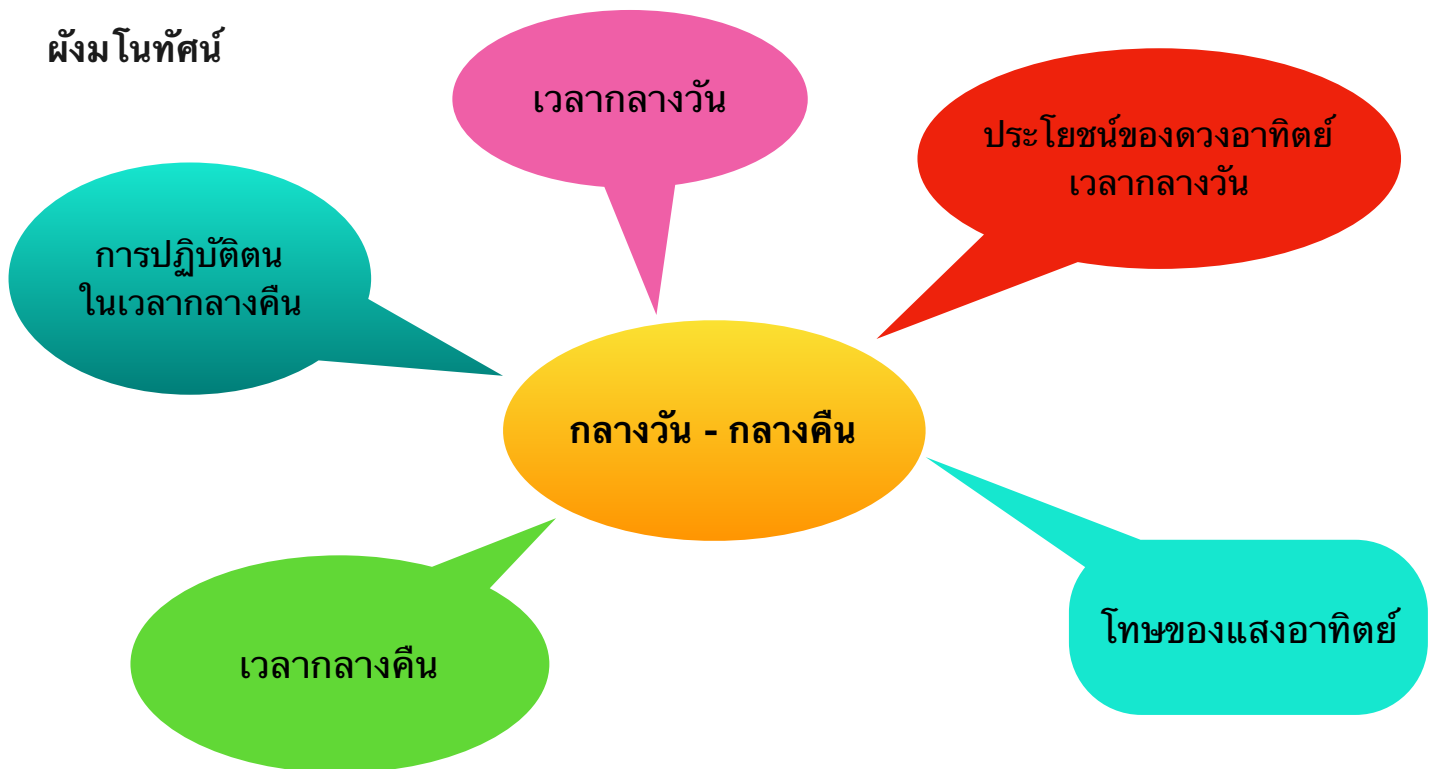 ผังมโนทัศน์
เวลากลางวัน
ประโยชน์ของดวงอาทิตย์
เวลากลางวัน
การปฏิบัติตน
ในเวลากลางคืน
กลางวัน - กลางคืน
โทษของแสงอาทิตย์
เวลากลางคืน